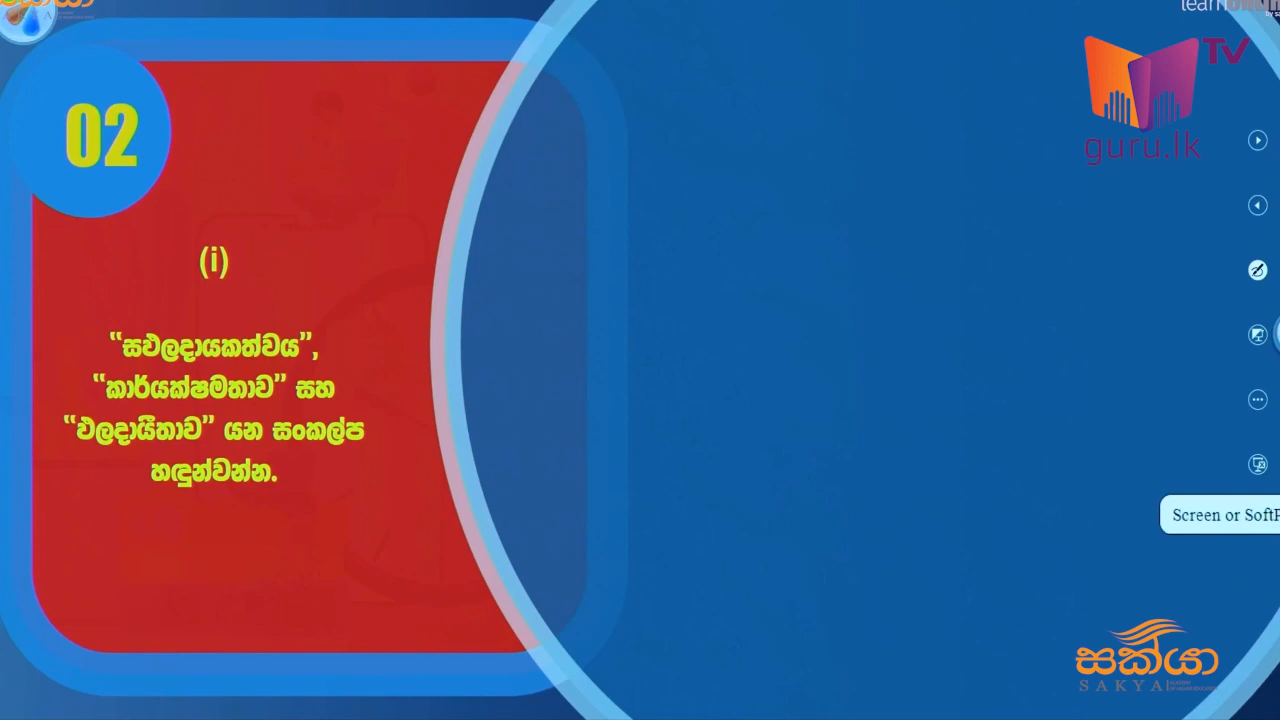 02
(i)
“සඵලදායකත්වය”,
“කාර්යක්ෂමතාව” සහ
“ඵලදායීතාව” යන සංකල්ප
හඳුන්වන්න.
TV
guru.lk
Screen or SoftP
සක්යා
SAKYA